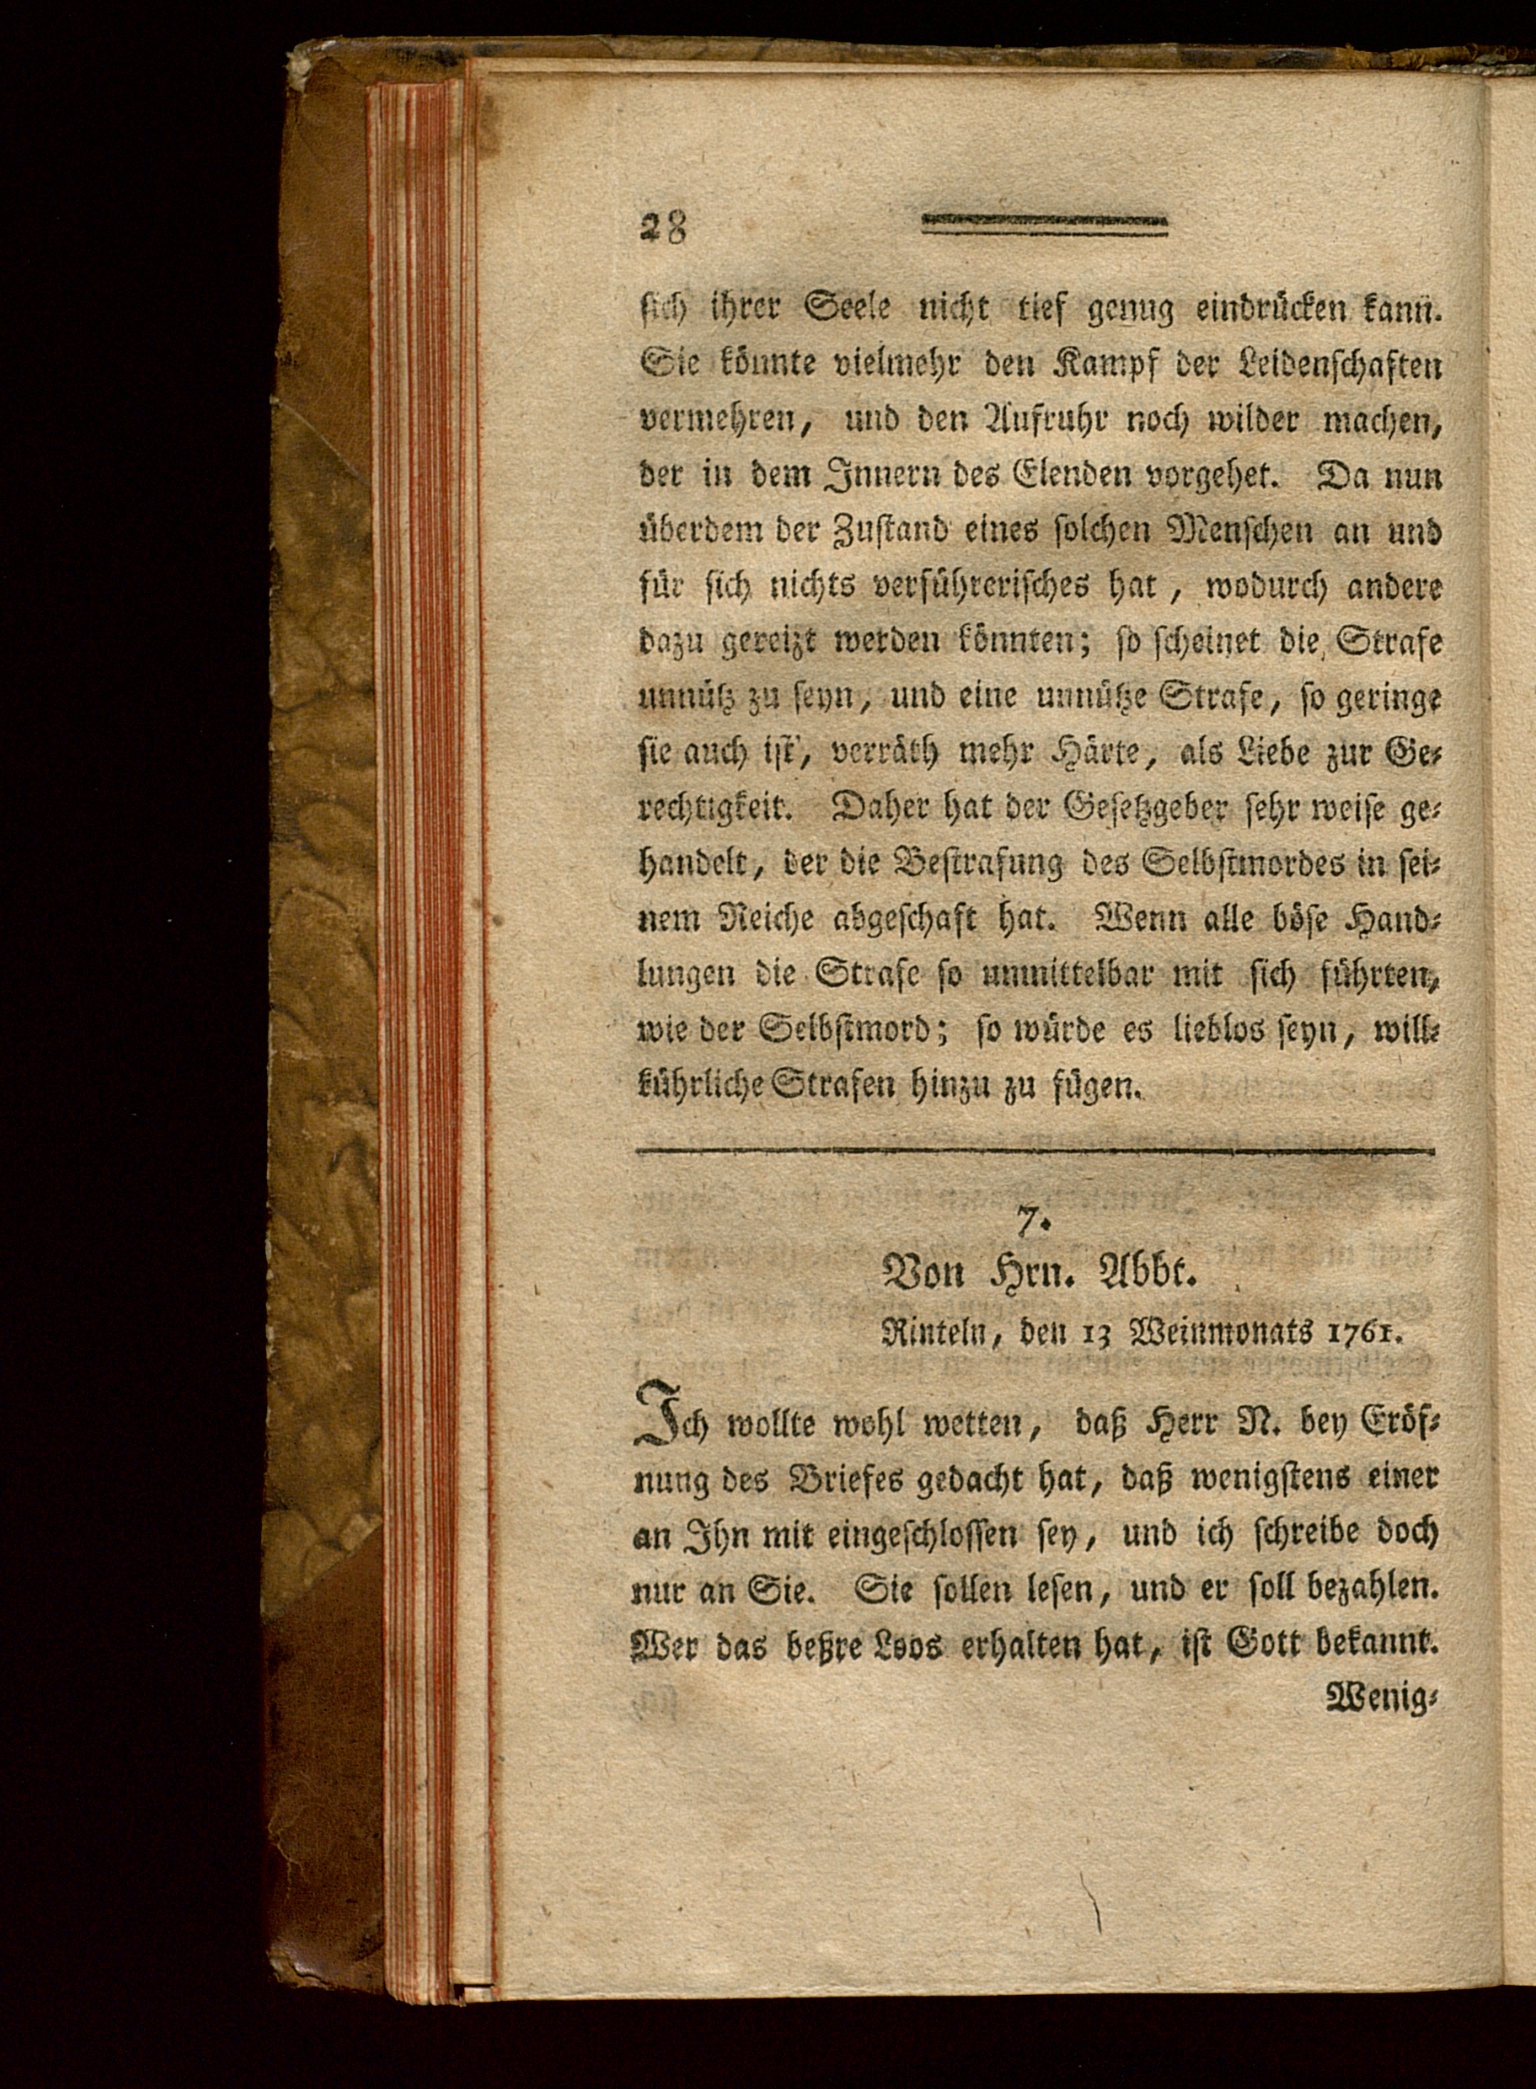 28
sich ihrer Seele nicht tief genug eindrücken kann.
Sie könnte vielmehr den Kampf der Leidenschaften
vermehren, und den Aufruhr noch wilder machen,
der in dem Innern des Elenden vorgehet. Da nun
überdem der Zustand eines solchen Menschen an und
für sich nichts verführerisches hat, wodurch andere
dazu gereizt werden könnten; so scheinet die Strafe
unnütz zu seyn, und eine unnütze Strafe, so geringe
sie auch ist, verräth mehr Härte, als Liebe zur Ge-
rechtigkeit. Daher hat der Gesetzgeber sehr weise ge-
handelt, der die Bestrafung des Selbstmordes in sei-
nem Reiche abgeschaft hat. Wenn alle böse Hand-
lungen die Strafe so unmittelbar mit sich führten,
wie der Selbstmord; so würde es lieblos seyn, will-
kührliche Strafen hinzu zu fügen.
7.
Von Hrn. Abbt.
Rinteln, den 13 Weinmonats 1761.
Ich wollte wohl wetten, daß Herr N. bey Eröf-
nung des Briefes gedacht hat, daß wenigstens einer
an Ihn mit eingeschlossen sey, und ich schreibe doch
nur an Sie. Sie sollen lesen, und er soll bezahlen.
Wer das beßre Loos erhalten hat, ist Gott bekannt.
Wenig-